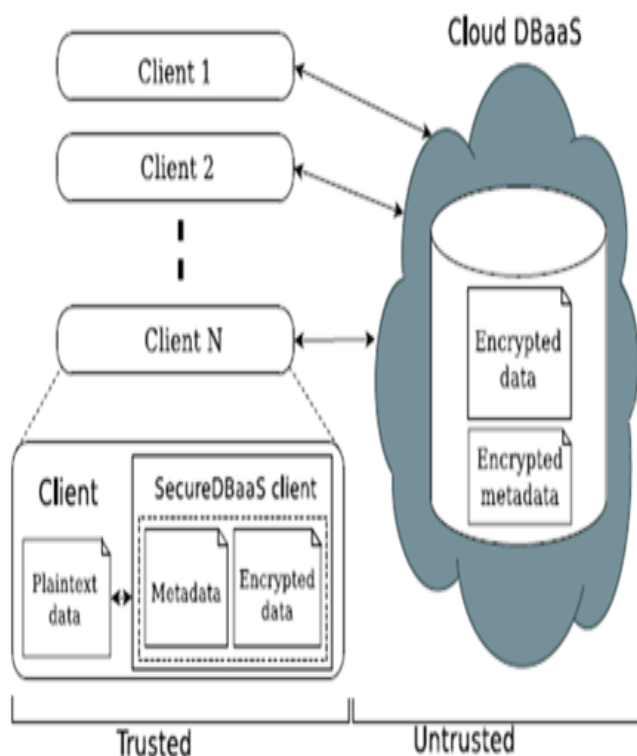 Cloud DBaaS
Client 1
Client 2
Client N
Encrypted
data
Encrypted
metadata
Client
SecureDBaaS client
Plaintext
data
Metadata
Encrypted
data
Trusted
Untrusted